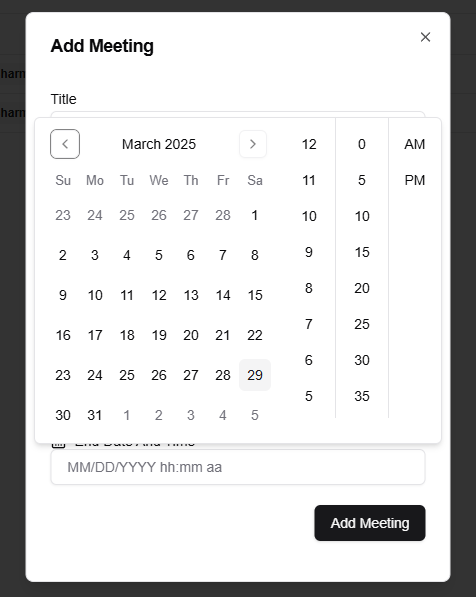 Add Meeting
harn
Title
harn
March 2025
Su Mo Tu We Th Fr Sa
23 24 25 26 27 28 1
2 3 4 5 6 7 8
9 10 11 12 13 14 15
16 17 18 19 20 21 22
23 24 25 26 27 28 29
30 31 1 2 3 4 5
12 0 AM
11 5 PM
10 10
9 15
8 20
7 25
6 30
5 35
End Date And Time
MM/DD/YYYY hh:mm aa
Add Meeting